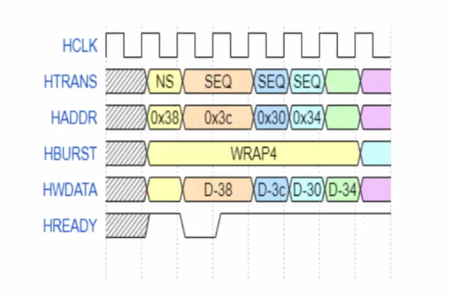 HCLK
HTRANS NS SEQ SEQ SEQ
HADDR 0x38 0x3c 0x30 0x34
HBURST WRAP4
HWDATA D-38 D-3c D-30 D-34
HREADY